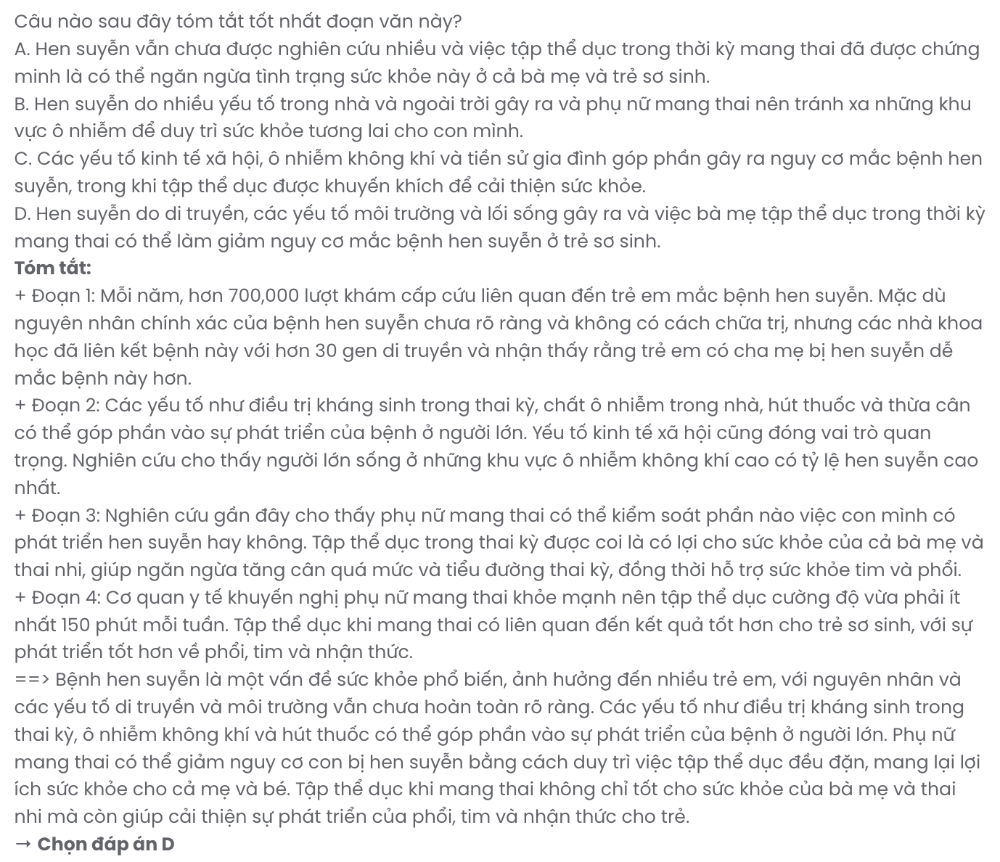 Câu nào sau đây tóm tắt tốt nhất đoạn văn này?
A. Hen suyễn vẫn chưa được nghiên cứu nhiều và việc tập thể dục trong thời kỳ mang thai đã được chứng
minh là có thể ngăn ngừa tình trạng sức khỏe này ở cả bà mẹ và trẻ sơ sinh.
B. Hen suyễn do nhiều yếu tố trong nhà và ngoài trời gây ra và phụ nữ mang thai nên tránh xa những khu
vực ô nhiễm để duy trì sức khỏe tương lai cho con mình.
C. Các yếu tố kinh tế xã hội, ô nhiễm không khí và tiền sử gia đình góp phần gây ra nguy cơ mắc bệnh hen
suyễn, trong khi tập thể dục được khuyến khích để cải thiện sức khỏe.
D. Hen suyễn do di truyền, các yếu tố môi trường và lối sống gây ra và việc bà mẹ tập thể dục trong thời kỳ
mang thai có thể làm giảm nguy cơ mắc bệnh hen suyễn ở trẻ sơ sinh.
Tóm tắt:
+ Đoạn 1: Mỗi năm, hơn 700,000 lượt khám cấp cứu liên quan đến trẻ em mắc bệnh hen suyễn. Mặc dù
nguyên nhân chính xác của bệnh hen suyễn chưa rõ ràng và không có cách chữa trị, nhưng các nhà khoa
học đã liên kết bệnh này với hơn 30 gen di truyền và nhận thấy rằng trẻ em có cha mẹ bị hen suyễn dễ
mắc bệnh này hơn.
+ Đoạn 2: Các yếu tố như điều trị kháng sinh trong thai kỳ, chất ô nhiễm trong nhà, hút thuốc và thừa cân
có thể góp phần vào sự phát triển của bệnh ở người lớn. Yếu tố kinh tế xã hội cũng đóng vai trò quan
trọng. Nghiên cứu cho thấy người lớn sống ở những khu vực ô nhiễm không khí cao có tỷ lệ hen suyễn cao
nhất.
+ Đoạn 3: Nghiên cứu gần đây cho thấy phụ nữ mang thai có thể kiểm soát phần nào việc con mình có
phát triển hen suyễn hay không. Tập thể dục trong thai kỳ được coi là có lợi cho sức khỏe của cả bà mẹ và
thai nhi, giúp ngăn ngừa tăng cân quá mức và tiểu đường thai kỳ, đồng thời hỗ trợ sức khỏe tim và phổi.
+ Đoạn 4: Cơ quan y tế khuyến nghị phụ nữ mang thai khỏe mạnh nên tập thể dục cường độ vừa phải ít
nhất 150 phút mỗi tuần. Tập thể dục khi mang thai có liên quan đến kết quả tốt hơn cho trẻ sơ sinh, với sự
phát triển tốt hơn về phổi, tim và nhận thức.
==> Bệnh hen suyễn là một vấn đề sức khỏe phổ biến, ảnh hưởng đến nhiều trẻ em, với nguyên nhân và
các yếu tố di truyền và môi trường vẫn chưa hoàn toàn rõ ràng. Các yếu tố như điều trị kháng sinh trong
thai kỳ, ô nhiễm không khí và hút thuốc có thể góp phần vào sự phát triển của bệnh ở người lớn. Phụ nữ
mang thai có thể giảm nguy cơ con bị hen suyễn bằng cách duy trì việc tập thể dục đều đặn, mang lại lợi
ích sức khỏe cho cả mẹ và bé. Tập thể dục khi mang thai không chỉ tốt cho sức khỏe của bà mẹ và thai
nhi mà còn giúp cải thiện sự phát triển của phổi, tim và nhận thức cho trẻ.
→ Chọn đáp án D